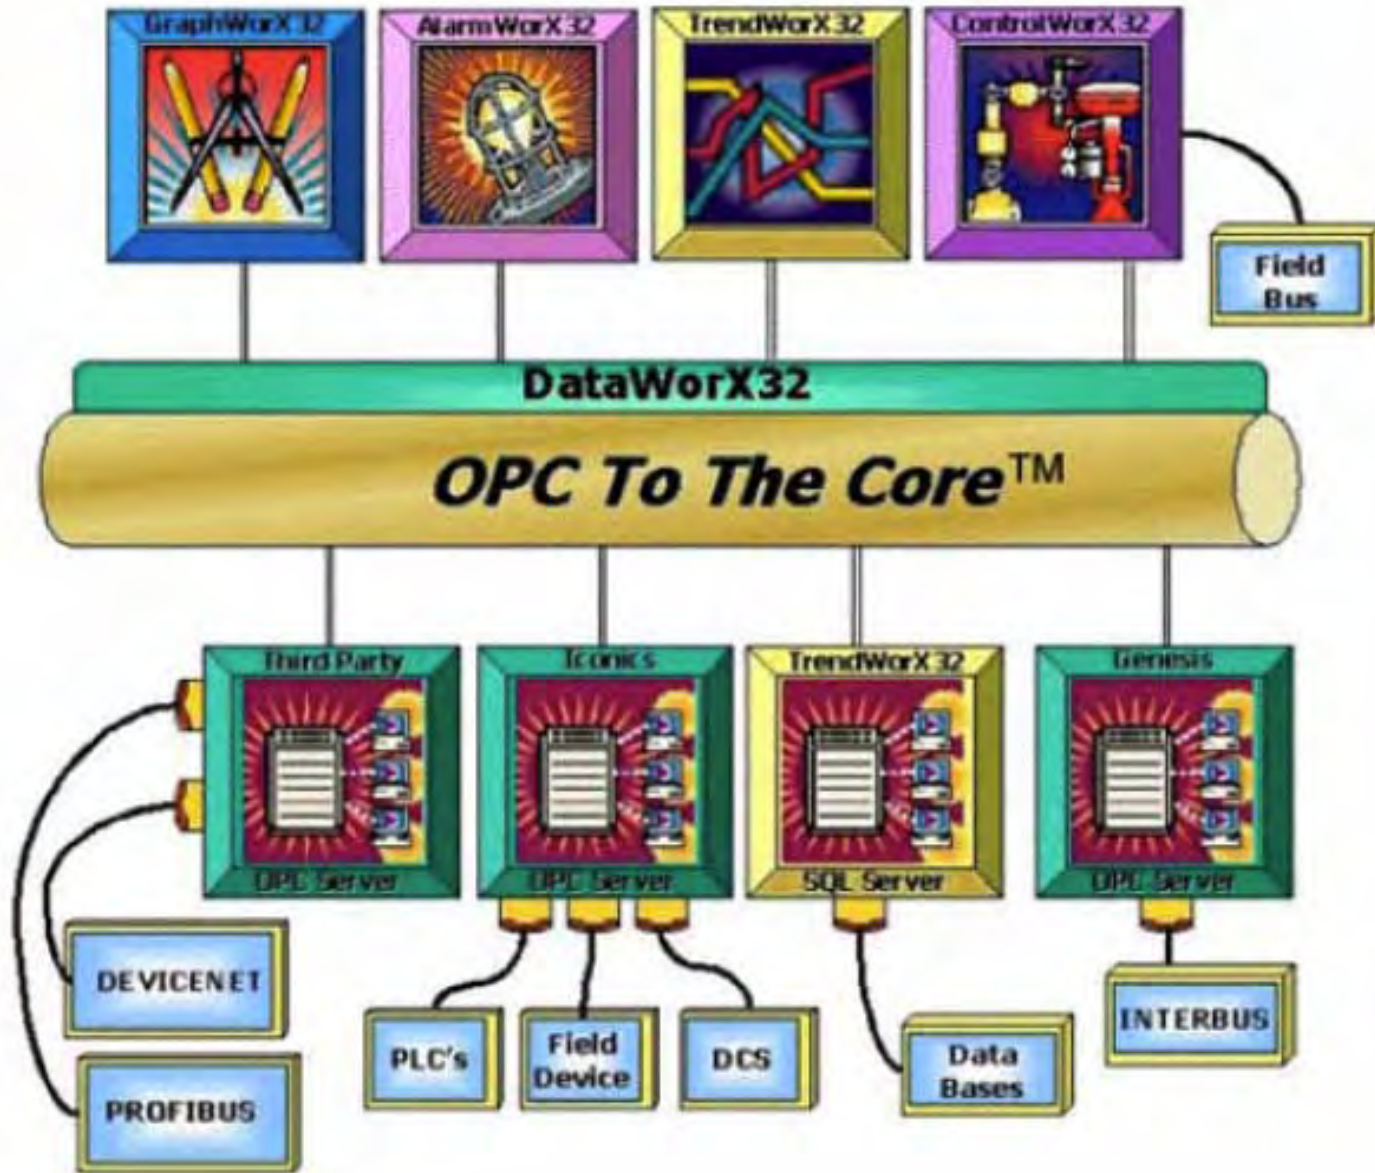 GraphWorX32
AlarmWorX32
TrendWorX32
ControlWorX32
Field
Bus
DataWorX32
OPC To The Core™
Third Party
OPC Server
Iconics
OPC Server
TrendWorX32
SQL Server
Genesis
OPC Server
DEVICENET
PROFIBUS
PLC's
Field
Device
DCS
Data
Bases
INTERBUS